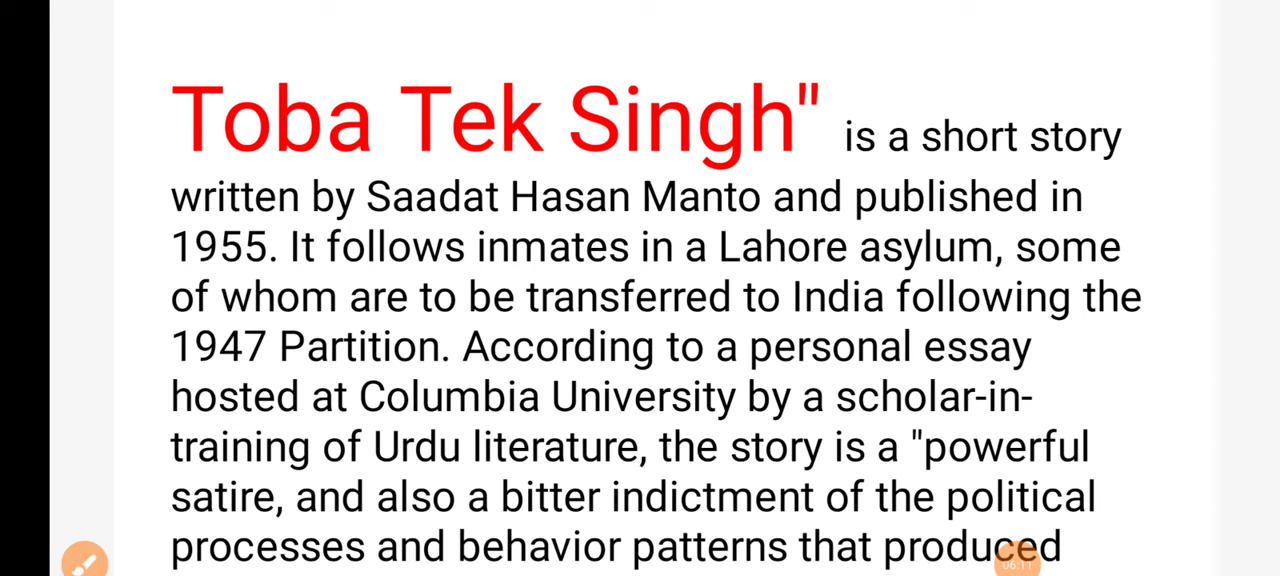 Toba Tek Singh" is a short story
written by Saadat Hasan Manto and published in
1955. It follows inmates in a Lahore asylum, some
of whom are to be transferred to India following the
1947 Partition. According to a personal essay
hosted at Columbia University by a scholar-in-
training of Urdu literature, the story is a "powerful
satire, and also a bitter indictment of the political
processes and behavior patterns that produced
06:11